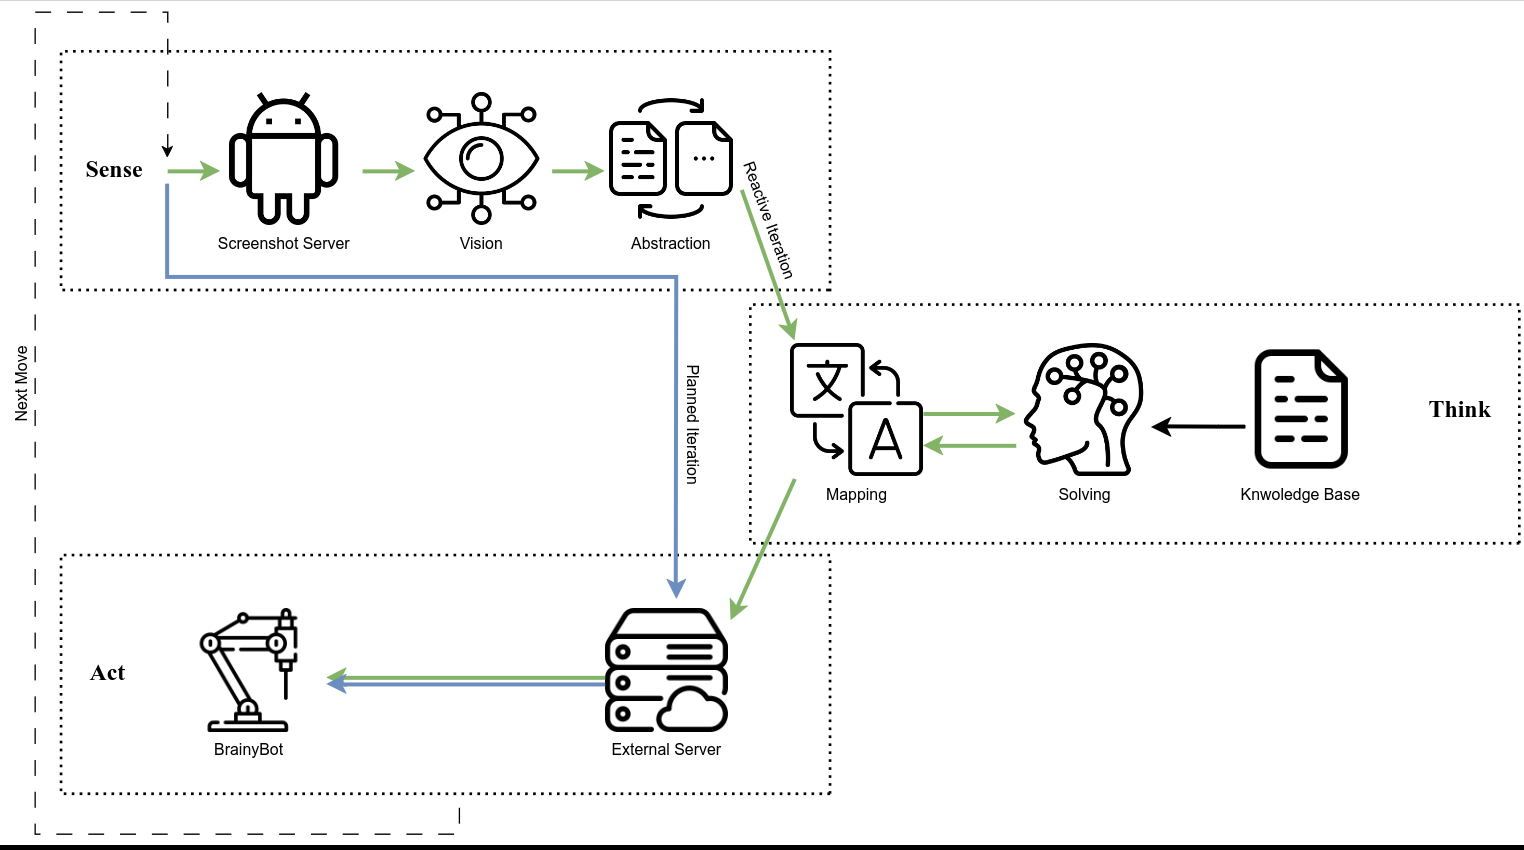 Sense
Screenshot Server
Vision
Abstraction
Reactive Iteration
Next Move
Planned Iteration
文
A
Mapping
Solving
Knwoledge Base
Think
Act
BrainyBot
External Server